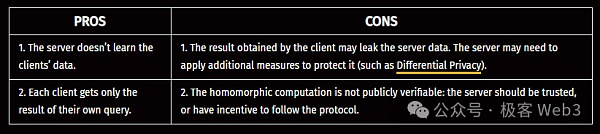 PROS
CONS
1. The server doesn't learn the
clients' data.
1. The result obtained by the client may leak the server data. The server may need to
apply additional measures to protect it (such as Differential Privacy).
2. Each client gets only the
result of their own query.
2. The homomorphic computation is not publicly verifiable: the server should be trusted,
or have incentive to follow the protocol.
公众号 · 极客 Web3